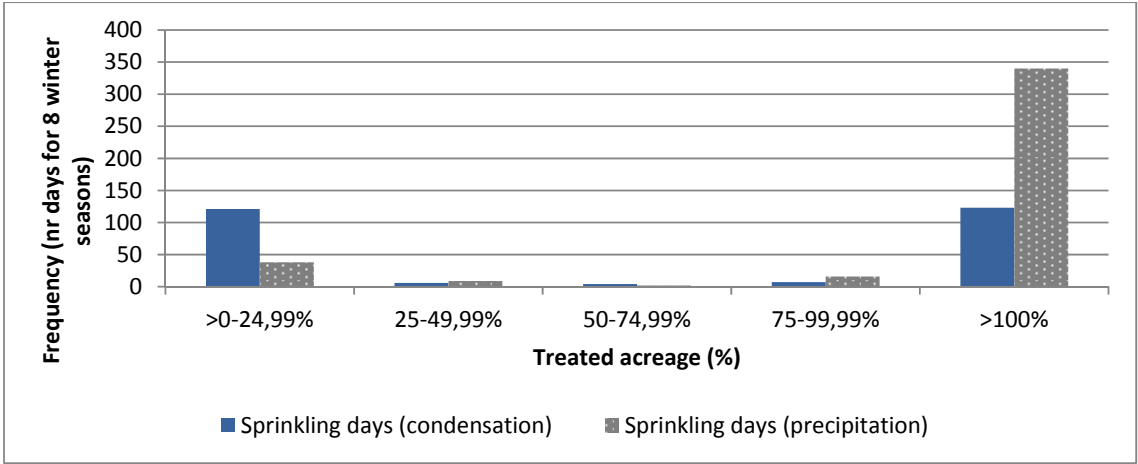 Frequency (nr days for 8 winter
seasons)
400
350
300
250
200
150
100
50
0
>0-24,99% 25-49,99% 50-74,99% 75-99,99% >100%
Treated acreage (%)
Sprinkling days (condensation) Sprinkling days (precipitation)